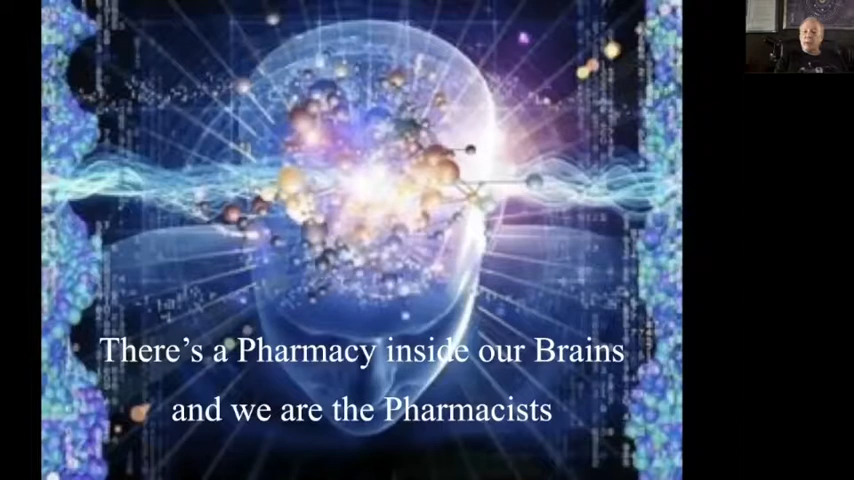 There's a Pharmacy inside our Brains
and we are the Pharmacists